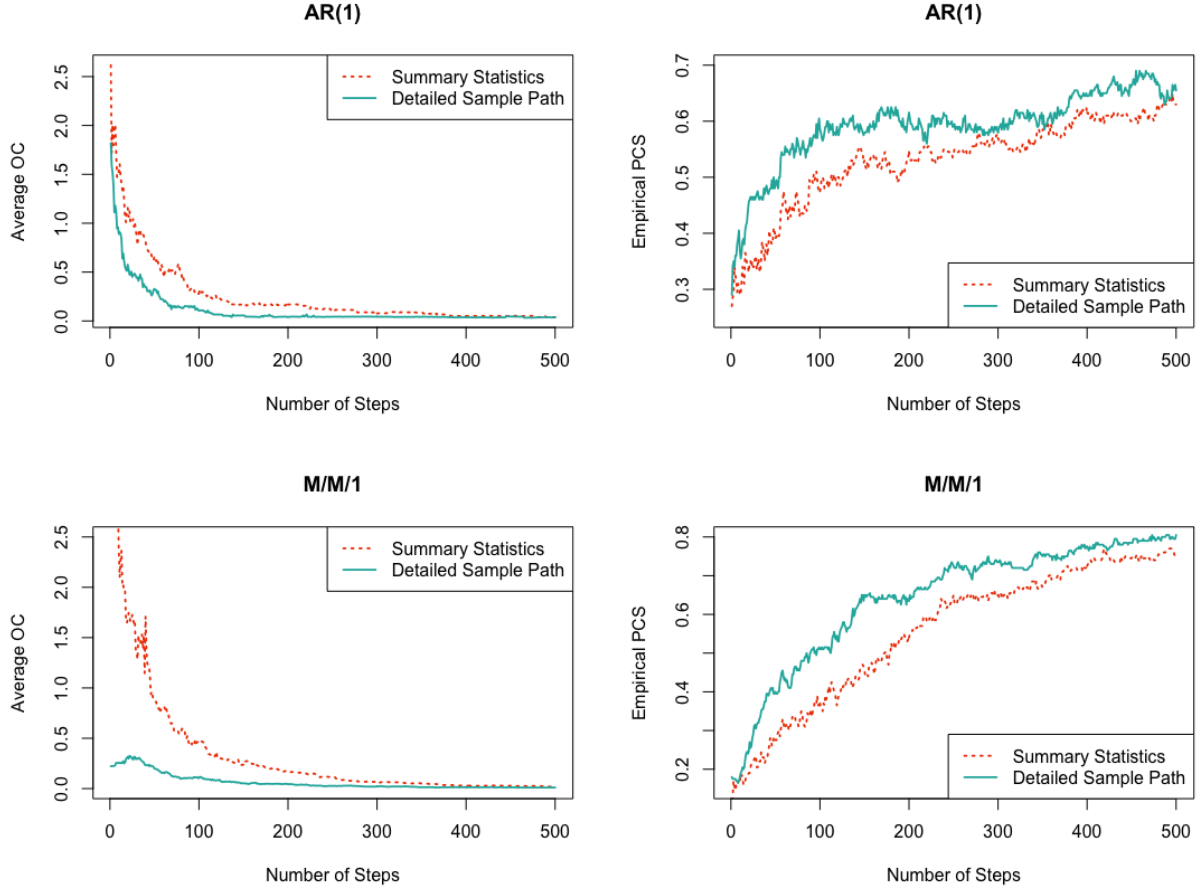 AR(1)
Average OC
2.5
2.0
1.5
1.0
0.5
0.0
Summary Statistics
Detailed Sample Path
0 100 200 300 400 500
Number of Steps
AR(1)
Empirical PCS
0.7
0.6
0.5
0.4
0.3
Summary Statistics
Detailed Sample Path
0 100 200 300 400 500
Number of Steps
M/M/1
Average OC
2.5
2.0
1.5
1.0
0.5
0.0
Summary Statistics
Detailed Sample Path
0 100 200 300 400 500
Number of Steps
M/M/1
Empirical PCS
0.8
0.6
0.4
0.2
Summary Statistics
Detailed Sample Path
0 100 200 300 400 500
Number of Steps